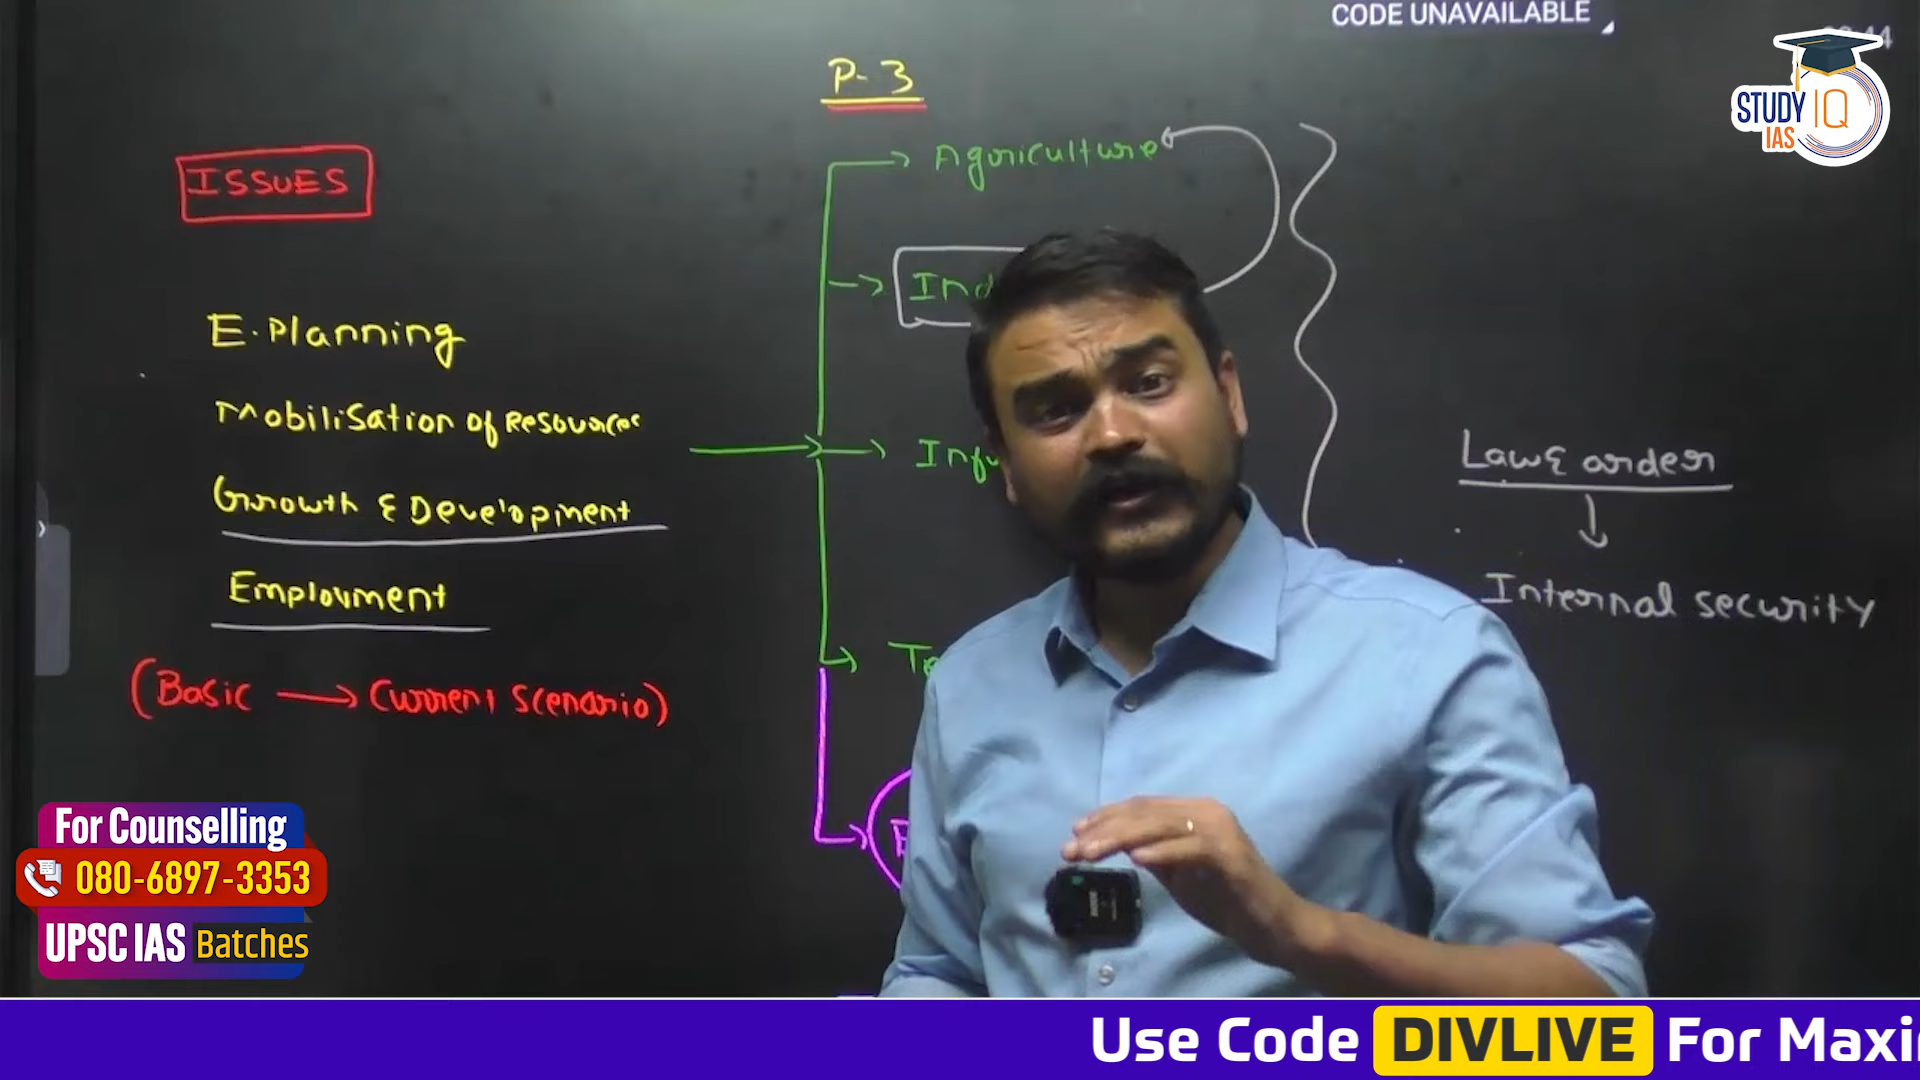 CODE UNAVAILABLE
STUDY IQ
IAS
P-3
ISSUES
Agriculture
E. Planning
Mobilisation of Resources
Growth & Development
Law & order
Employment
Internal security
(Basic → Current Scenario)
For Counselling
080-6897-3353
UPSC IAS Batches
Use Code DIVLIVE For